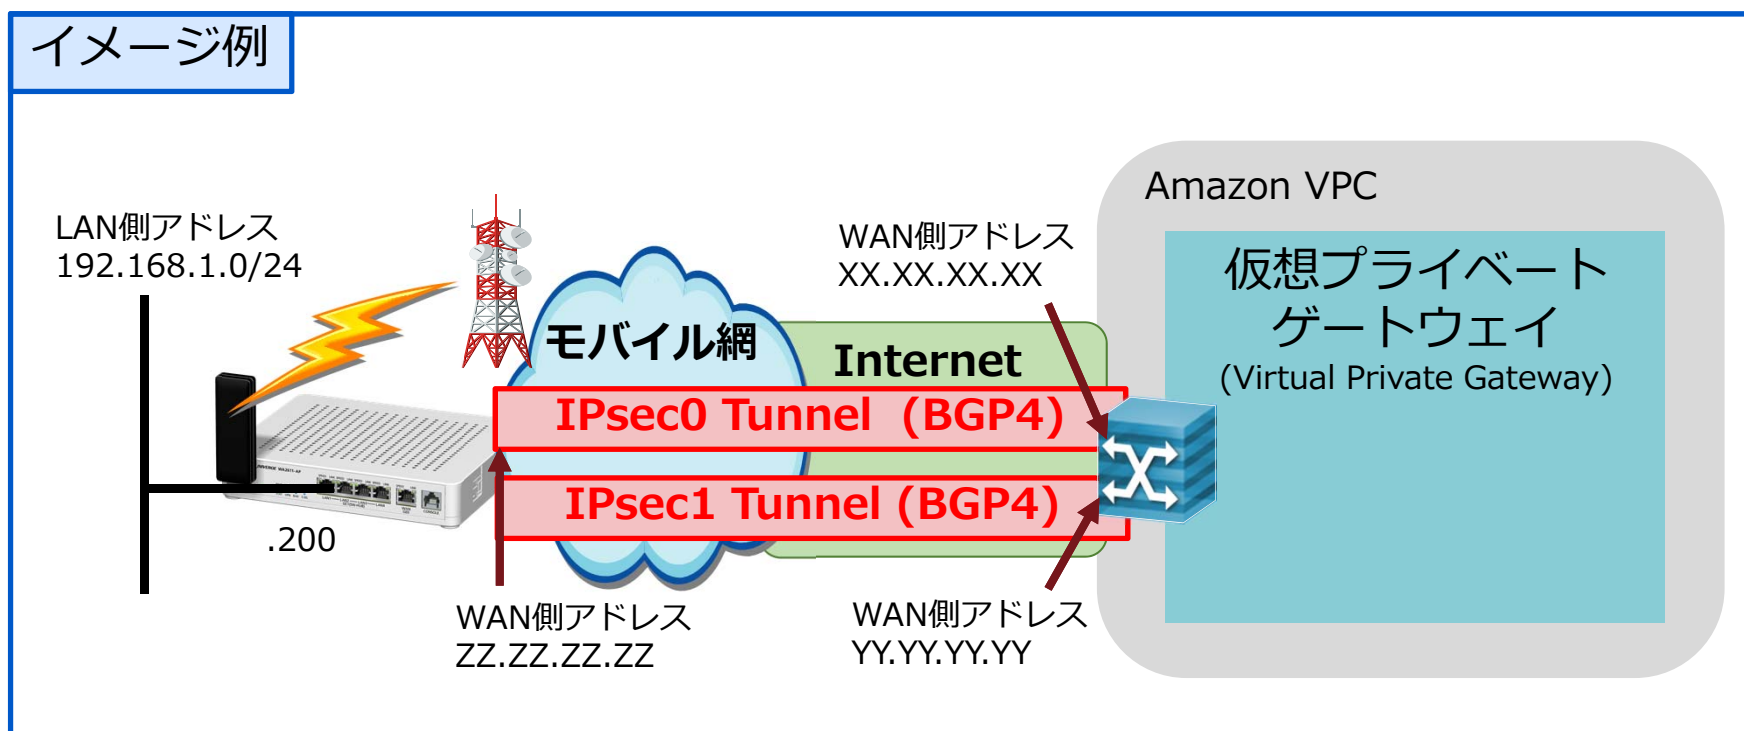 イメージ例
LAN側アドレス
192.168.1.0/24
.200
モバイル網
Internet
IPsec0 Tunnel (BGP4)
IPsec1 Tunnel (BGP4)
WAN側アドレス
ZZ.ZZ.ZZ.ZZ
WAN側アドレス
XX.XX.XX.XX
WAN側アドレス
YY.YY.YY.YY
Amazon VPC
仮想プライベート
ゲートウェイ
(Virtual Private Gateway)